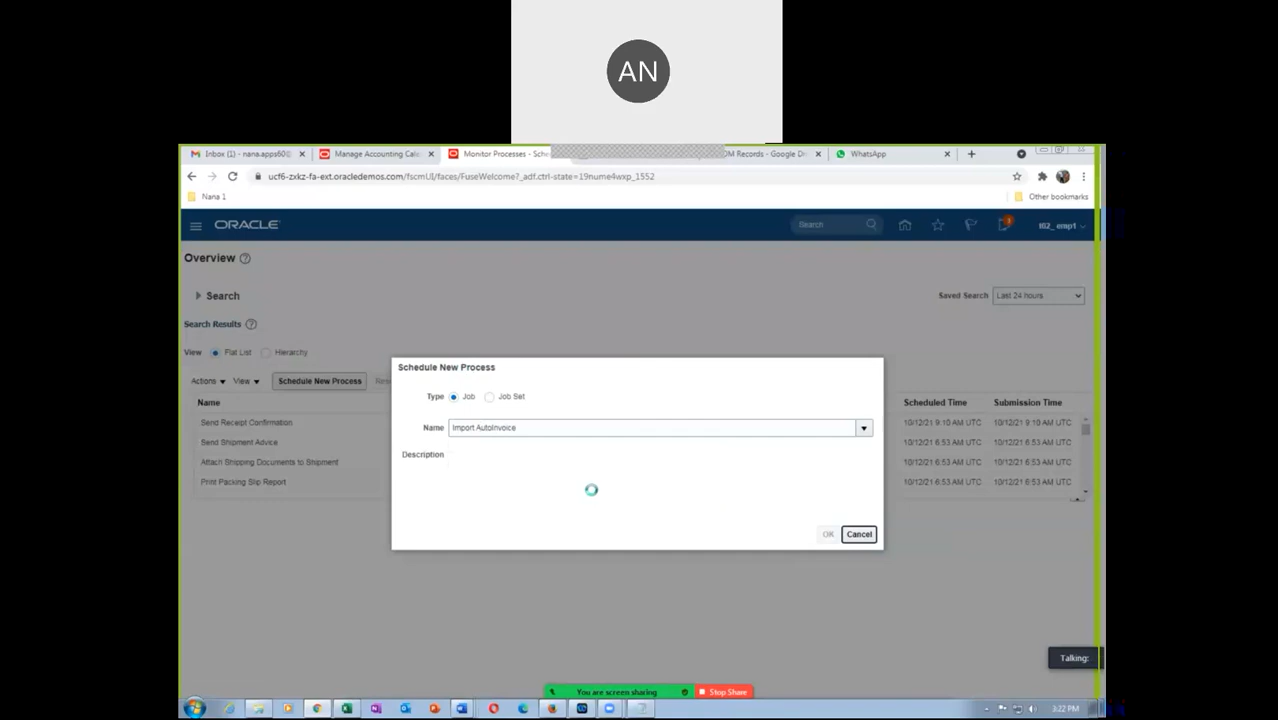 AN
Inbox (1) - nana.apps60@
Manage Accounting Cale
Monitor Processes - Sche
OM Records - Google Dr
WhatsApp
ucf6-zxkz-fa-ext.oracledemos.com/fscmUI/faces/FuseWelcome?_adf.ctrl-state=19nume4wxp_1552
Nana 1
Other bookmarks
ORACLE
Search
t02_ emp1
Overview
Search
Saved Search Last 24 hours
Search Results
View Flat List Hierarchy
Actions View Schedule New Process Res
Name Scheduled Time Submission Time
Send Receipt Confirmation 10/12/21 9:10 AM UTC 10/12/21 9:10 AM UTC
Send Shipment Advice 10/12/21 6:53 AM UTC 10/12/21 6:53 AM UTC
Attach Shipping Documents to Shipment 10/12/21 6:53 AM UTC 10/12/21 6:53 AM UTC
Print Packing Slip Report 10/12/21 6:53 AM UTC 10/12/21 6:53 AM UTC
Schedule New Process
Type Job Job Set
Name Import AutoInvoice
Description
OK Cancel
Talking:
You are screen sharing Stop Share
3:22 PM